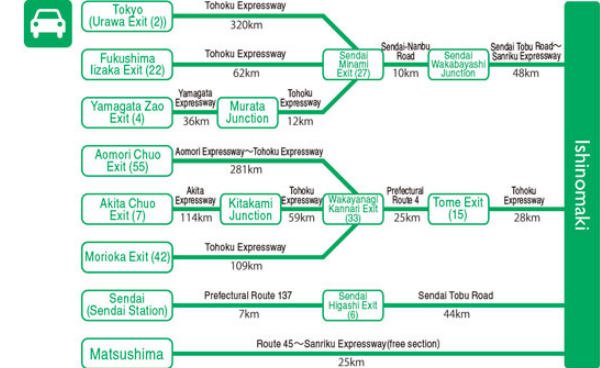 Tokyo
(Urawa Exit (2))
Tohoku Expressway
320km
Fukushima
Iizaka Exit (22)
Tohoku Expressway
62km
Sendai
Minami
Exit (27)
Sendai-Nanbu
Road
10km
Sendai
Wakabayashi
Junction
Sendai Tobu Road～
Sanriku Expressway
48km
Yamagata Zao
Exit (4)
Yamagata
Expressway
36km
Murata
Junction
Tohoku
Expressway
12km
Aomori Chuo
Exit (55)
Aomori Expressway～Tohoku Expressway
281km
Akita Chuo
Exit (7)
Akita
Expressway
114km
Kitakami
Junction
Tohoku
Expressway
59km
Wakayanagi
Kannari Exit
(33)
Prefectural
Route 4
25km
Tome Exit
(15)
Tohoku
Expressway
28km
Morioka Exit (42)
Tohoku Expressway
109km
Sendai
(Sendai Station)
Prefectural Route 137
7km
Sendai
Higashi Exit
(6)
Sendai Tobu Road
44km
Matsushima
Route 45～Sanriku Expressway(free section)
25km
Ishinomaki